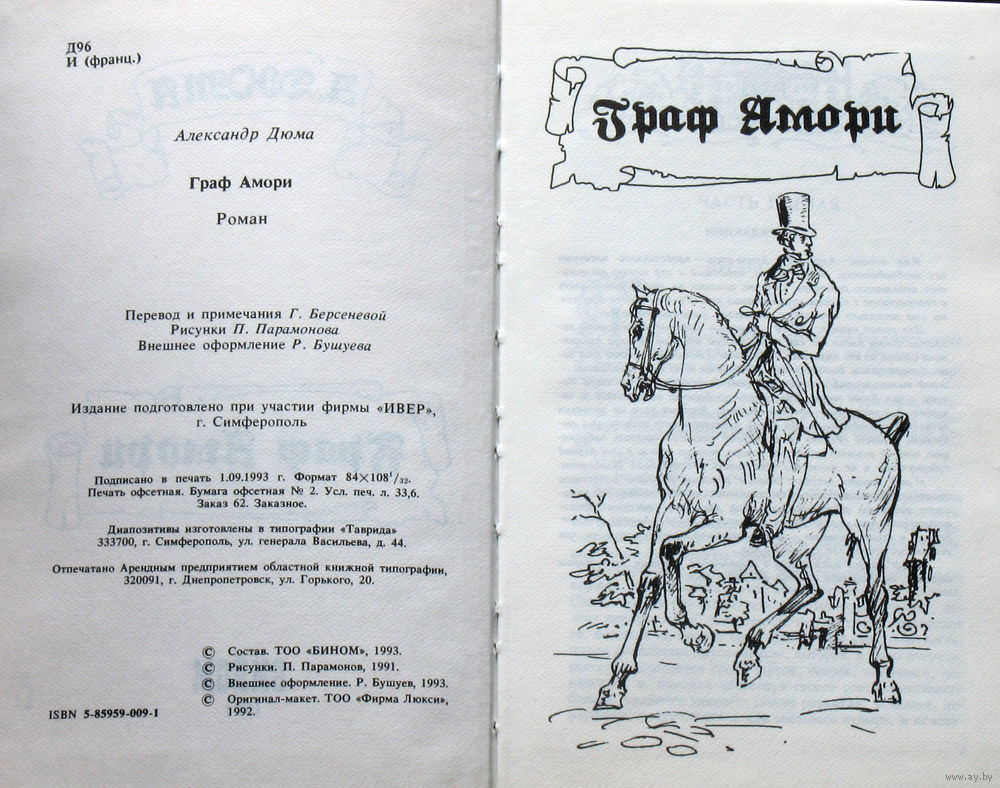 Д96
И (франц.)
Александр Дюма
Граф Амори
Роман
Перевод и примечания Г. Берсеневой
Рисунки П. Парамонова
Внешнее оформление Р. Бушуева
Издание подготовлено при участии фирмы «ИВЕР»,
г. Симферополь
Подписано в печать 1.09.1993 г. Формат 84×108¹/₃₂.
Печать офсетная. Бумага офсетная № 2. Усл. печ. л. 33,6.
Заказ 62. Заказное.
Диапозитивы изготовлены в типографии «Таврида»
333700, г. Симферополь, ул. генерала Васильева, д. 44.
Отпечатано Арендным предприятием областной книжной типографии,
320091, г. Днепропетровск, ул. Горького, 20.
© Состав. ТОО «БИНОМ», 1993.
© Рисунки. П. Парамонов, 1991.
© Внешнее оформление. Р. Бушуев, 1993.
© Оригинал-макет. ТОО «Фирма Люкси»,
1992.
ISBN 5-85959-009-1
Граф Амори
www.ay.by